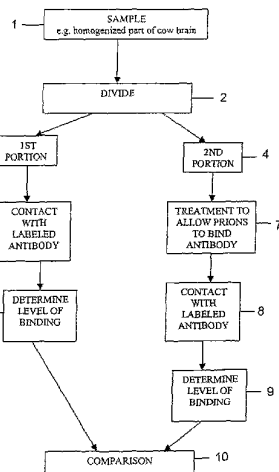 1
SAMPLE
e.g. homogenized part of cow brain
DIVIDE
2
1ST
PORTION
2ND
PORTION
4
CONTACT
WITH
LABELED
ANTIBODY
TREATMENT TO
ALLOW PRIONS
TO BIND
ANTIBODY
7
DETERMINE
LEVEL OF
BINDING
CONTACT
WITH
LABELED
ANTIBODY
8
DETERMINE
LEVEL OF
BINDING
9
COMPARISON
10